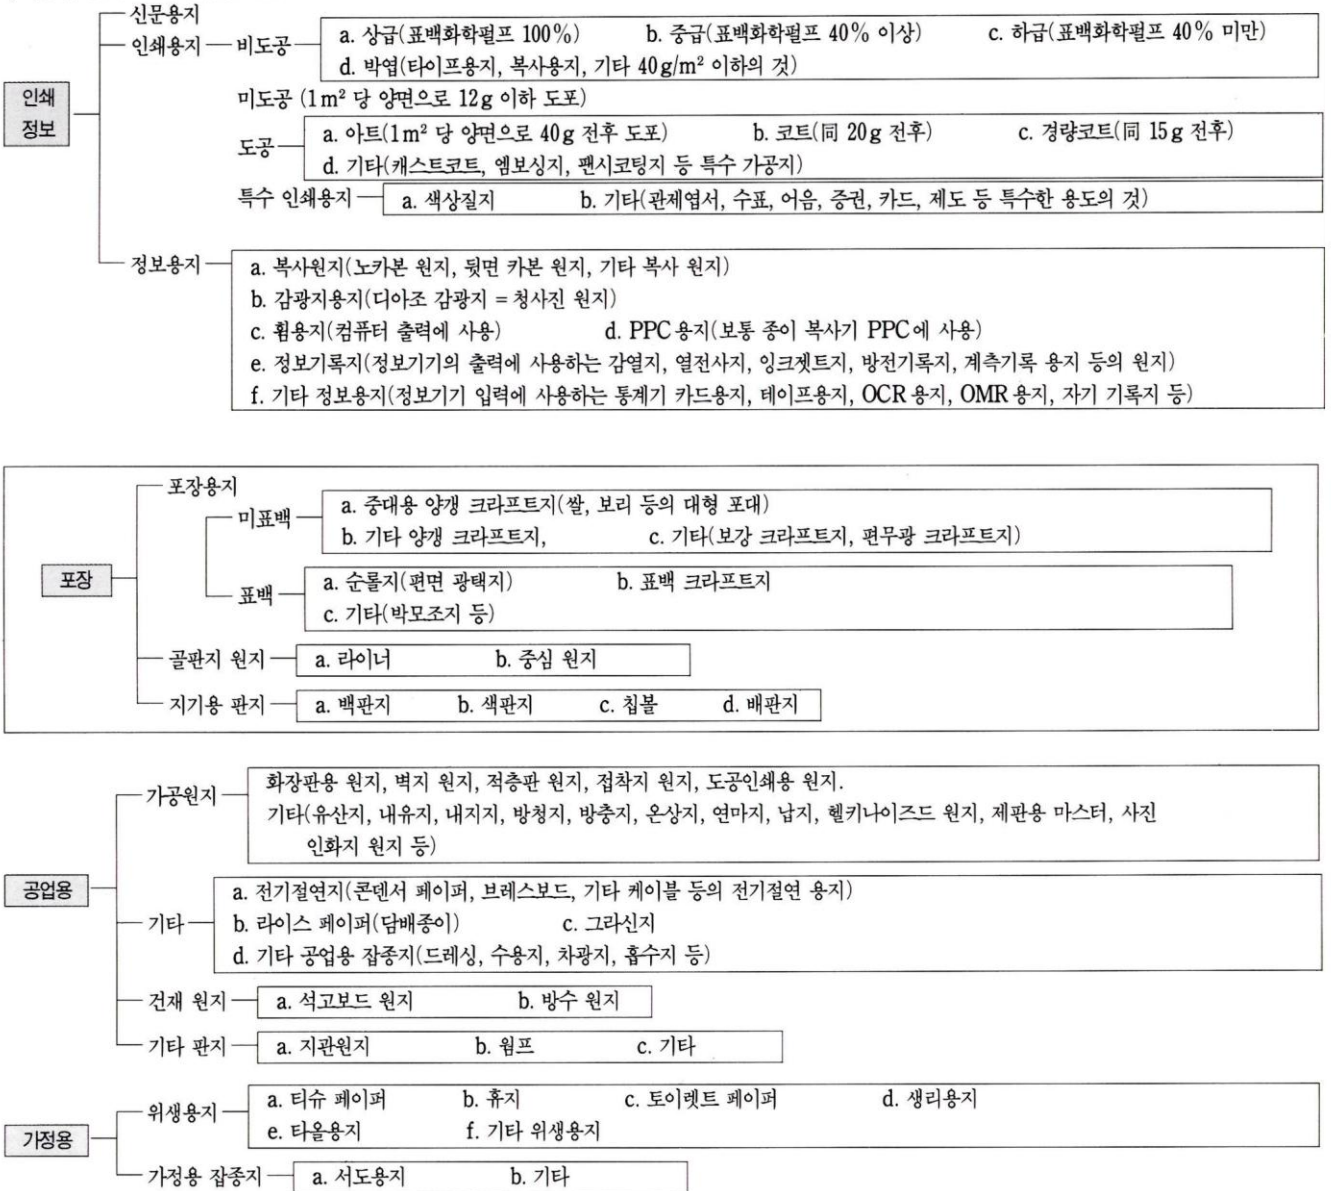 신문용지
인쇄용지 비도공 a. 상급(표백화학펄프 100%) b. 중급(표백화학펄프 40% 이상) c. 하급(표백화학펄프 40% 미만)
d. 박엽(타이프용지, 복사용지, 기타 40g/m² 이하의 것)
인쇄
정보
미도공 (1m² 당 양면으로 12g 이하 도포)
도공 a. 아트(1m² 당 양면으로 40g 전후 도포) b. 코트(同 20g 전후) c. 경량코트(同 15g 전후)
d. 기타(캐스트코트, 엠보싱지, 팬시코팅지 등 특수 가공지)
특수 인쇄용지 a. 색상질지 b. 기타(관제엽서, 수표, 어음, 증권, 카드, 제도 등 특수한 용도의 것)
정보용지 a. 복사원지(노카본 원지, 뒷면 카본 원지, 기타 복사 원지)
b. 감광지용지(디아조 감광지 = 청사진 원지)
c. 휨용지(컴퓨터 출력에 사용) d. PPC 용지(보통 종이 복사기 PPC에 사용)
e. 정보기록지(정보기기의 출력에 사용하는 감열지, 열전사지, 잉크젯트지, 방전기록지, 계측기록 용지 등의 원지)
f. 기타 정보용지(정보기기 입력에 사용하는 통계기 카드용지, 테이프용지, OCR 용지, OMR 용지, 자기 기록지 등)
포장용지
미표백 a. 중대용 양갱 크라프트지(쌀, 보리 등의 대형 포대)
b. 기타 양갱 크라프트지, c. 기타(보강 크라프트지, 편무광 크라프트지)
포장
표백 a. 순롤지(편면 광택지) b. 표백 크라프트지
c. 기타(박모조지 등)
골판지 원지 a. 라이너 b. 중심 원지
지기용 판지 a. 백판지 b. 색판지 c. 칩볼 d. 배판지
가공원지 화장판용 원지, 벽지 원지, 적층판 원지, 접착지 원지, 도공인쇄용 원지.
기타(유산지, 내유지, 내지지, 방청지, 방충지, 온상지, 연마지, 납지, 헬키나이즈드 원지, 제판용 마스터, 사진
인화지 원지 등)
공업용
기타 a. 전기절연지(콘덴서 페이퍼, 브레스보드, 기타 케이블 등의 전기절연 용지)
b. 라이스 페이퍼(담배종이) c. 그라신지
d. 기타 공업용 잡종지(드레싱, 수용지, 차광지, 흡수지 등)
건재 원지 a. 석고보드 원지 b. 방수 원지
기타 판지 a. 지관원지 b. 웜프 c. 기타
위생용지 a. 티슈 페이퍼 b. 휴지 c. 토이렛트 페이퍼 d. 생리용지
e. 타올용지 f. 기타 위생용지
가정용
가정용 잡종지 a. 서도용지 b. 기타